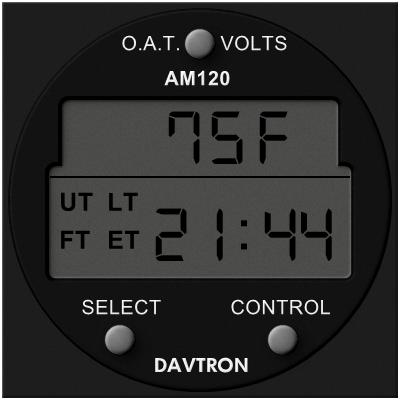 O.A.T. VOLTS
AM120
75F
UT LT
FT ET
21:44
SELECT CONTROL
DAVTRON